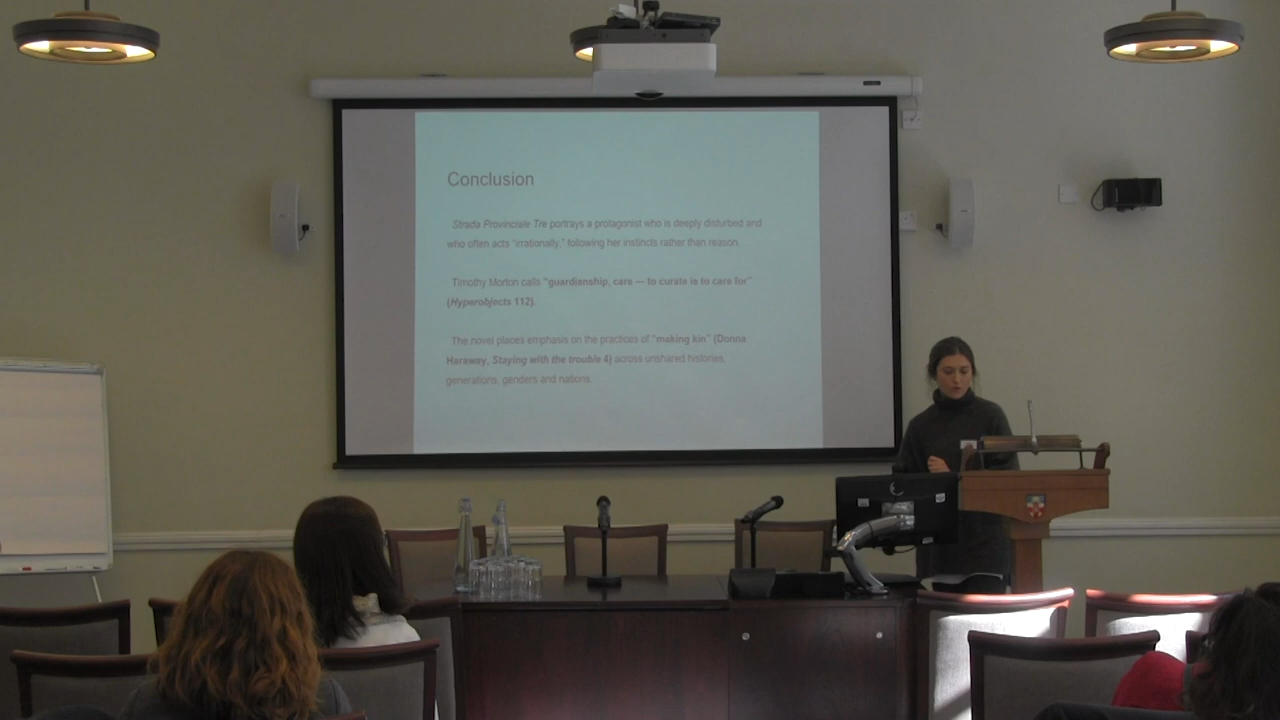 Conclusion
Strada Provinciale Tre portrays a protagonist who is deeply disturbed and
who often acts "irrationally," following her instincts rather than reason.
Timothy Morton calls "guardianship, care — to curate is to care for"
(Hyperobjects 112).
The novel places emphasis on the practices of "making kin" (Donna
Haraway, Staying with the trouble 4) across unshared histories,
generations, genders and nations.